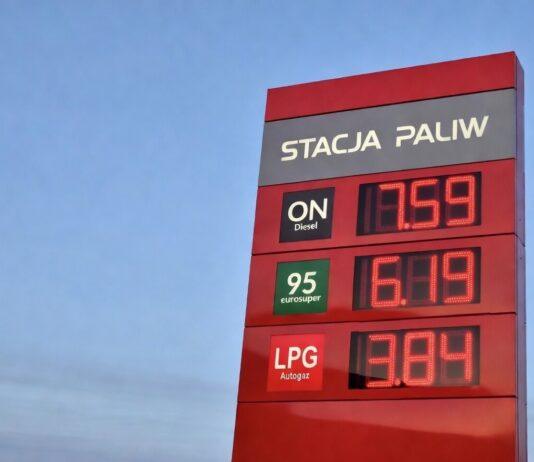 STACJA PALIW
ON 7.59
Diesel
95 6.19
eurosuper
LPG 3.84
Autogaz